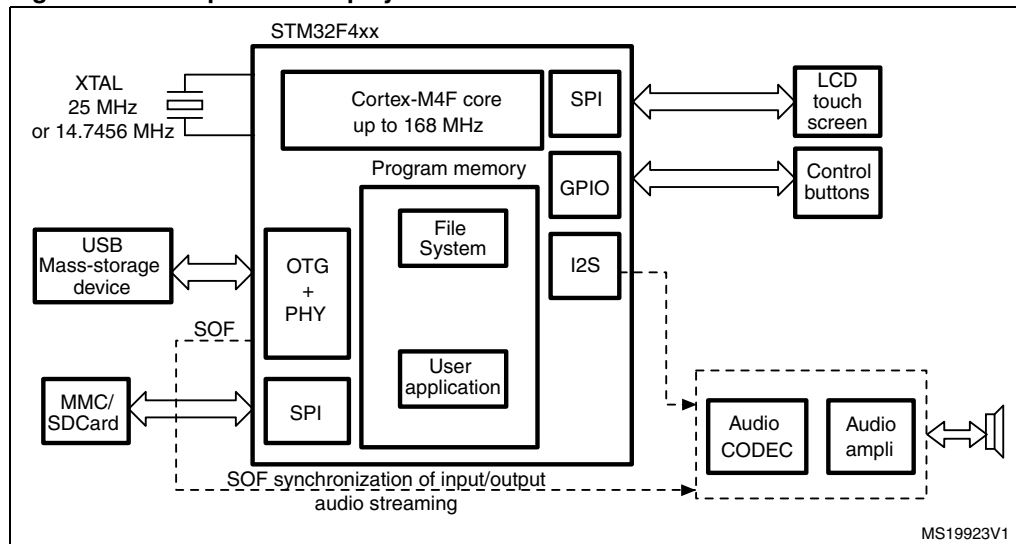 STM32F4xx
XTAL
25 MHz
or 14.7456 MHz
Cortex-M4F core
up to 168 MHz
SPI
LCD
touch
screen
Program memory
GPIO
Control
buttons
File
System
I2S
USB
Mass-storage
device
OTG
+
PHY
SOF
User
application
MMC/
SDCard
SPI
Audio
CODEC
Audio
ampli
SOF synchronization of input/output
audio streaming
MS19923V1